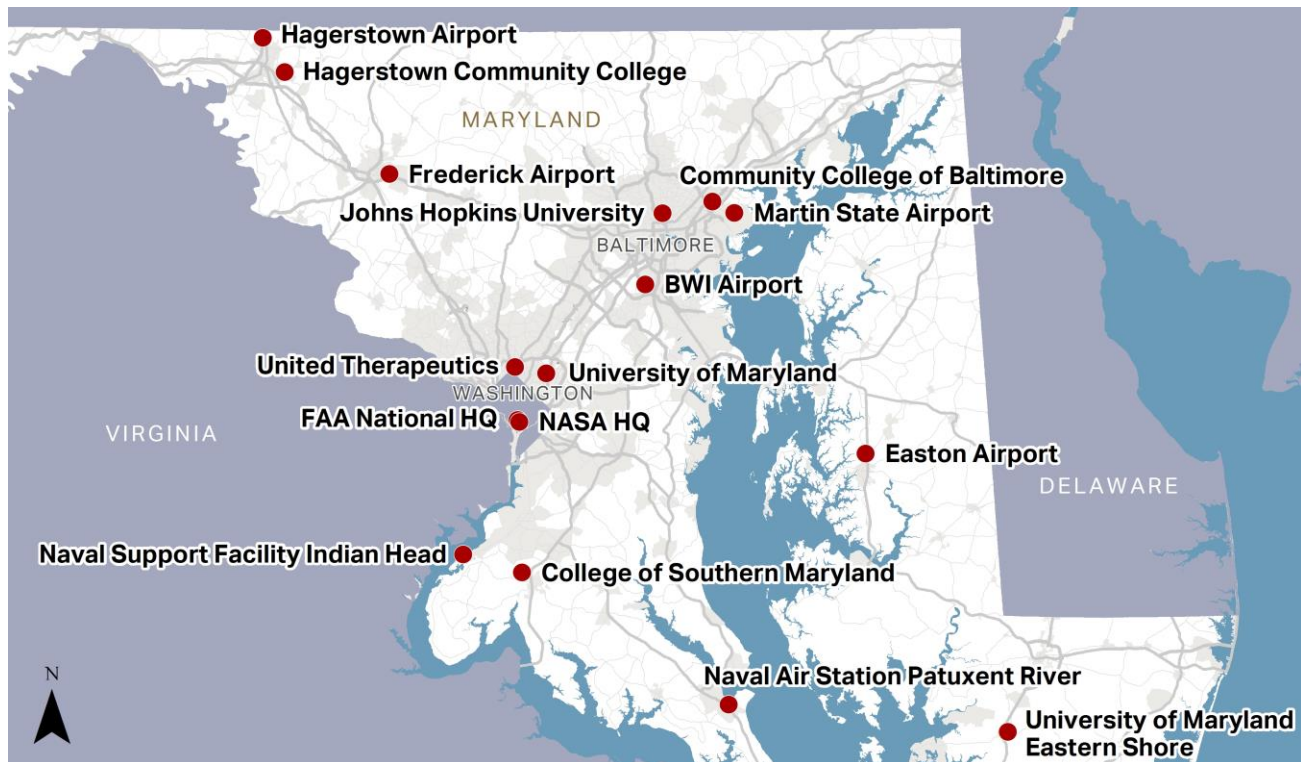 Hagerstown Airport
Hagerstown Community College
MARYLAND
Frederick Airport
Community College of Baltimore
Johns Hopkins University
Martin State Airport
BALTIMORE
BWI Airport
United Therapeutics
University of Maryland
WASHINGTON
FAA National HQ
NASA HQ
VIRGINIA
Easton Airport
DELAWARE
Naval Support Facility Indian Head
College of Southern Maryland
N
Naval Air Station Patuxent River
University of Maryland
Eastern Shore